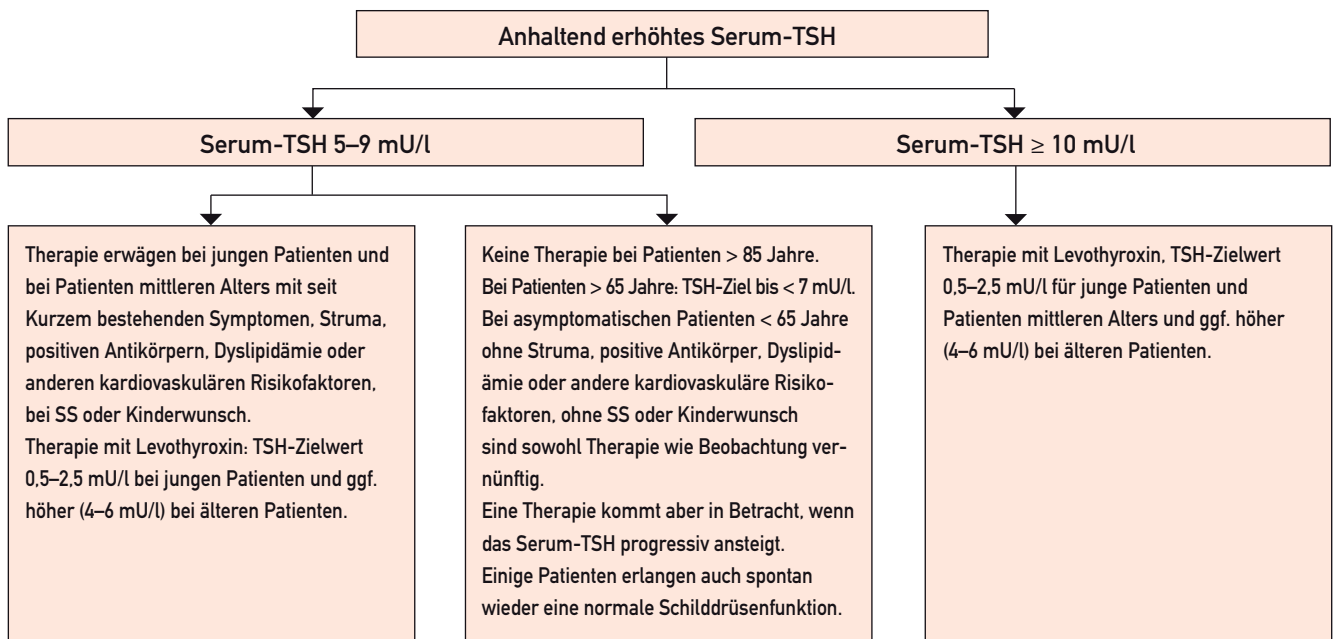 Anhaltend erhöhtes Serum-TSH
Serum-TSH 5–9 mU/l
Serum-TSH ≥ 10 mU/l
Therapie erwägen bei jungen Patienten und
bei Patienten mittleren Alters mit seit
Kurzem bestehenden Symptomen, Struma,
positiven Antikörpern, Dyslipidämie oder
anderen kardiovaskulären Risikofaktoren,
bei SS oder Kinderwunsch.
Therapie mit Levothyroxin: TSH-Zielwert
0,5–2,5 mU/l bei jungen Patienten und ggf.
höher (4–6 mU/l) bei älteren Patienten.
Keine Therapie bei Patienten > 85 Jahre.
Bei Patienten > 65 Jahre: TSH-Ziel bis < 7 mU/l.
Bei asymptomatischen Patienten < 65 Jahre
ohne Struma, positive Antikörper, Dyslipid-
ämie oder andere kardiovaskuläre Risiko-
faktoren, ohne SS oder Kinderwunsch
sind sowohl Therapie wie Beobachtung ver-
nünftig.
Eine Therapie kommt aber in Betracht, wenn
das Serum-TSH progressiv ansteigt.
Einige Patienten erlangen auch spontan
wieder eine normale Schilddrüsenfunktion.
Therapie mit Levothyroxin, TSH-Zielwert
0,5–2,5 mU/l für junge Patienten und
Patienten mittleren Alters und ggf. höher
(4–6 mU/l) bei älteren Patienten.